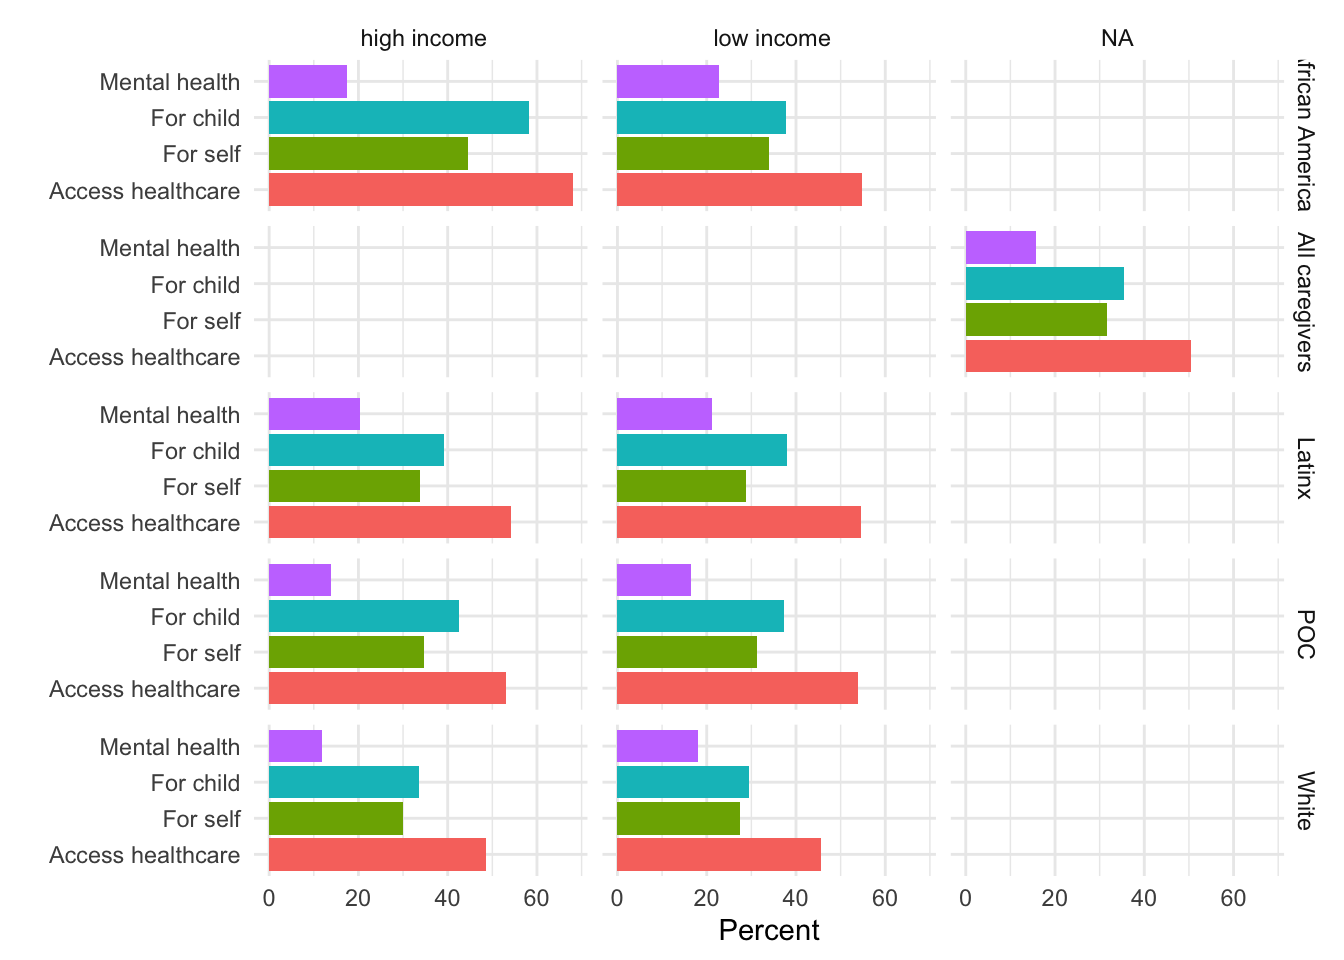 high income low income NA
Mental health
For child
For self
Access healthcare
African America
Mental health
For child
For self
Access healthcare
All caregivers
Mental health
For child
For self
Access healthcare
Latinx
Mental health
For child
For self
Access healthcare
POC
Mental health
For child
For self
Access healthcare
White
0 20 40 60 0 20 40 60 0 20 40 60
Percent